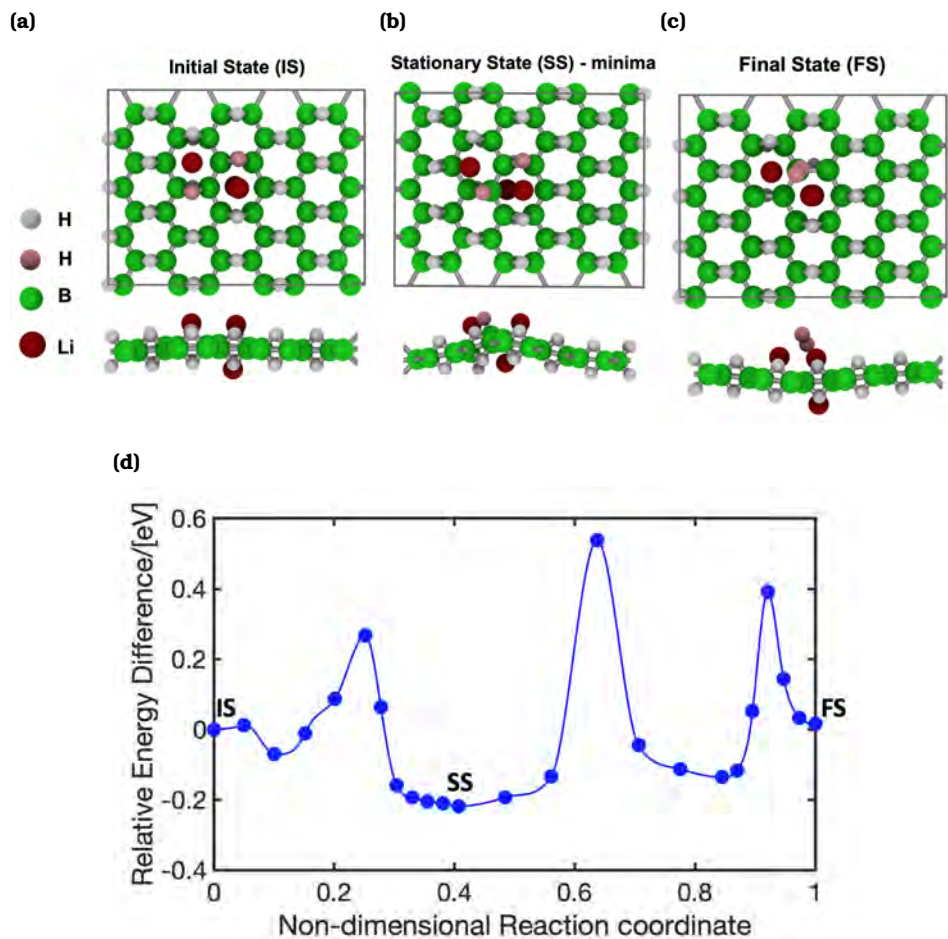 (a)
(b)
(c)
Initial State (IS)
Stationary State (SS) - minima
Final State (FS)
H
H
B
Li
(d)
Relative Energy Difference/[eV]
0.6
0.4
0.2
0
-0.2
-0.4
IS
SS
FS
0
0.2
0.4
0.6
0.8
1
Non-dimensional Reaction coordinate